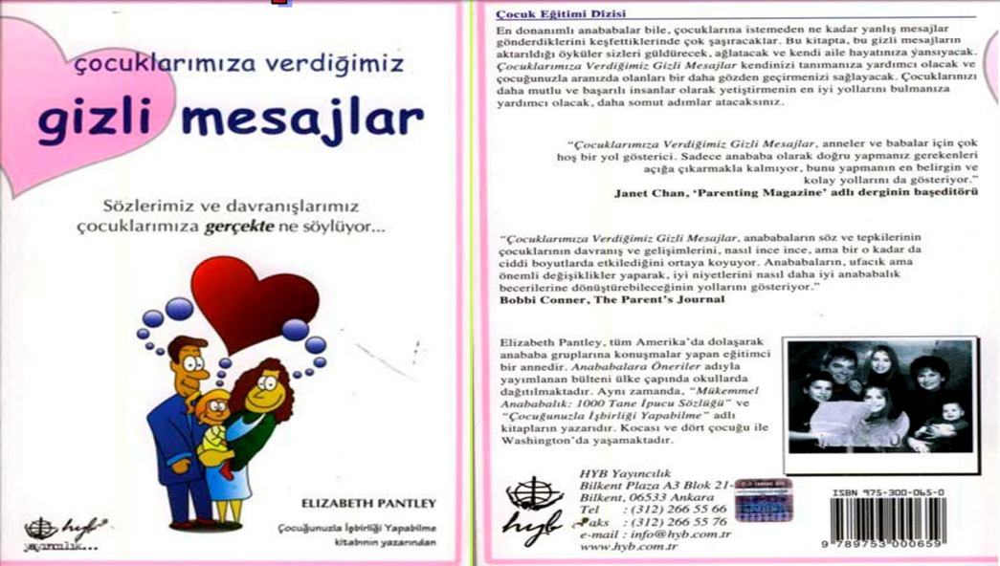 çocuklarımıza verdiğimiz
gizli mesajlar
Sözlerimiz ve davranışlarımız
çocuklarımıza gerçekte ne söylüyor...
ELIZABETH PANTLEY
Çocuğunuzla İşbirliği Yapabilme
kitabının yazarından
hyb
yayıncılık...
Çocuk Eğitimi Dizisi
En donanımlı anababalar bile, çocuklarına istemeden ne kadar yanlış mesajlar
gönderdiklerini keşfettiklerinde çok şaşıracaklar. Bu kitapta, bu gizli mesajların
aktarıldığı öyküler sizleri güldürecek, ağlatacak ve kendi aile hayatınıza yansıyacak.
Çocuklarımıza Verdiğimiz Gizli Mesajlar kendinizi tanımanıza yardımcı olacak ve
çocuğunuzla aranızda olanları bir daha gözden geçirmenizi sağlayacak. Çocuklarınızı
daha mutlu ve başarılı insanlar olarak yetiştirmenin en iyi yollarını bulmanıza
yardımcı olacak, daha somut adımlar atacaksınız.
“Çocuklarımıza Verdiğimiz Gizli Mesajlar, anneler ve babalar için çok
hoş bir yol gösterici. Sadece anababa olarak doğru yapmanız gerekenleri
açığa çıkarmakla kalmıyor, bunu yapmanın en belirgin ve
kolay yollarını da gösteriyor.”
Janet Chan, ‘Parenting Magazine’ adlı derginin başeditörü
“Çocuklarımıza Verdiğimiz Gizli Mesajlar, anababaların söz ve tepkilerinin
çocuklarının davranış ve gelişimlerini, nasıl ince ince, ama bir o kadar da
ciddi boyutlarda etkilediğini ortaya koyuyor. Anababaların, ufacık ama
önemli değişiklikler yaparak, iyi niyetlerini nasıl daha iyi anababalık
becerilerine dönüştürebileceğinin yollarını gösteriyor.”
Bobbi Conner, The Parent’s Journal
Elizabeth Pantley, tüm Amerika’da dolaşarak
anababa gruplarına konuşmalar yapan eğitimci
bir annedir. Anababalara Öneriler adıyla
yayımlanan bülteni ülke çapında okullarda
dağıtılmaktadır. Aynı zamanda, “Mükemmel
Anababalık: 1000 Tane İpucu Sözlüğü” ve
“Çocuğunuzla İşbirliği Yapabilme” adlı
kitapların yazarıdır. Kocası ve dört çocuğu ile
Washington’da yaşamaktadır.
hyb
HYB Yayıncılık
Bilkent Plaza A3 Blok 21-
Bilkent, 06533 Ankara
Tel : (312) 266 55 66
Faks : (312) 266 55 76
e-mail : info@hyb.com.tr
www.hyb.com.tr
ISBN 975-300-065-0
9 789753 000659